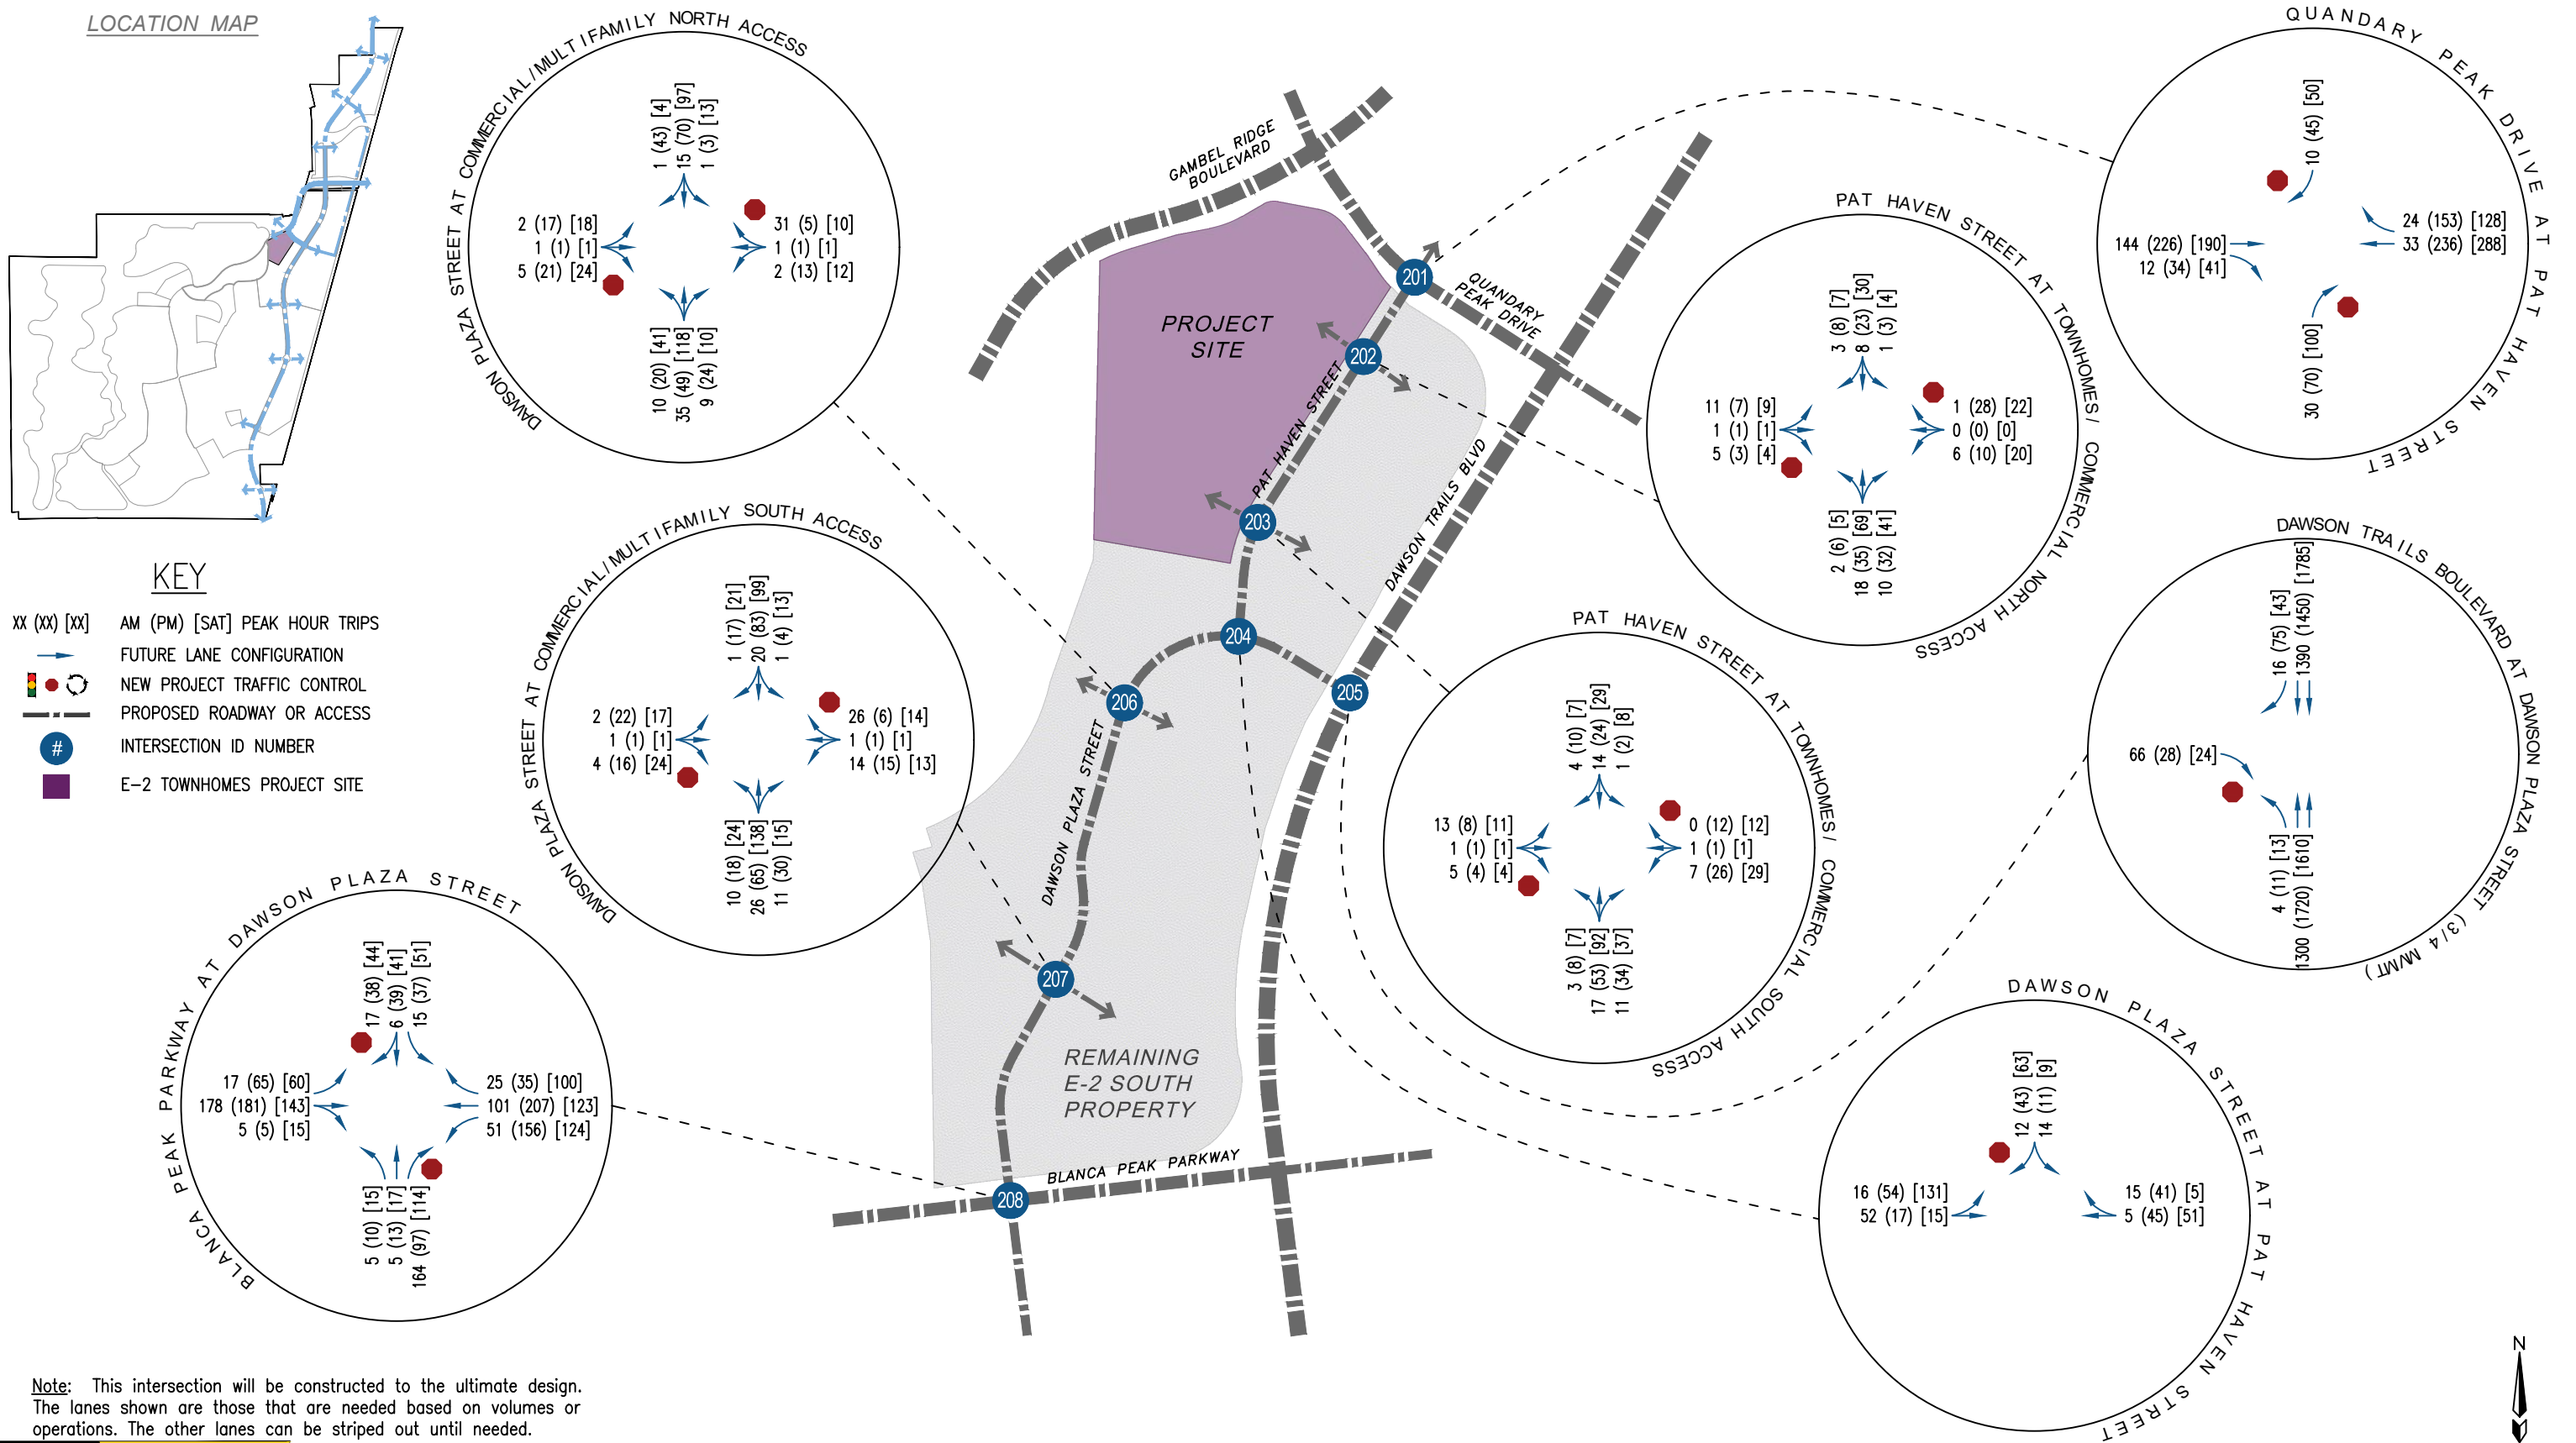 LOCATION MAP
KEY
XX (XX) [XX] AM (PM) [SAT] PEAK HOUR TRIPS
FUTURE LANE CONFIGURATION
NEW PROJECT TRAFFIC CONTROL
PROPOSED ROADWAY OR ACCESS
# INTERSECTION ID NUMBER
E-2 TOWNHOMES PROJECT SITE
DAWSON PLAZA STREET AT COMMERCIAL/MULTIFAMILY NORTH ACCESS
1 (43) [4]
15 (70) [97]
1 (3) [13]
2 (17) [18]
1 (1) [1]
5 (21) [24]
31 (5) [10]
1 (1) [1]
2 (13) [12]
10 (20) [41]
35 (49) [118]
9 (24) [10]
DAWSON PLAZA STREET AT COMMERCIAL/MULTIFAMILY SOUTH ACCESS
1 (17) [21]
20 (83) [99]
1 (4) [13]
2 (22) [17]
1 (1) [1]
4 (16) [24]
26 (6) [14]
1 (1) [1]
14 (15) [13]
10 (18) [24]
26 (65) [138]
11 (30) [15]
BLANCA PEAK PARKWAY AT DAWSON PLAZA STREET
17 (38) [44]
6 (39) [41]
15 (37) [51]
17 (65) [60]
178 (181) [143]
5 (5) [15]
25 (35) [100]
101 (207) [123]
51 (156) [124]
5 (10) [15]
5 (13) [17]
164 (97) [114]
GAMBEL RIDGE
BOULEVARD
PROJECT
SITE
QUANDARY
PEAK DRIVE
PAT HAVEN STREET
DAWSON TRAILS BLVD
DAWSON PLAZA STREET
REMAINING
E-2 SOUTH
PROPERTY
BLANCA PEAK PARKWAY
201
202
203
204
205
206
207
208
QUANDARY PEAK DRIVE AT PAT HAVEN STREET
10 (45) [50]
24 (153) [128]
33 (236) [288]
144 (226) [190]
12 (34) [41]
30 (70) [100]
PAT HAVEN STREET AT TOWNHOMES/ COMMERCIAL NORTH ACCESS
3 (8) [7]
8 (23) [30]
1 (3) [4]
11 (7) [9]
1 (1) [1]
5 (3) [4]
1 (28) [22]
0 (0) [0]
6 (10) [20]
2 (6) [5]
18 (35) [69]
10 (32) [41]
PAT HAVEN STREET AT TOWNHOMES/ COMMERCIAL SOUTH ACCESS
4 (10) [7]
14 (24) [29]
1 (2) [8]
13 (8) [11]
1 (1) [1]
5 (4) [4]
0 (12) [12]
1 (1) [1]
7 (26) [29]
3 (8) [7]
17 (53) [92]
11 (34) [37]
DAWSON TRAILS BOULEVARD AT DAWSON PLAZA STREET (3/4 MVMT)
16 (75) [43]
1390 (1450) [1785]
66 (28) [24]
4 (11) [13]
1300 (1720) [1610]
DAWSON PLAZA STREET AT PAT HAVEN STREET
12 (43) [63]
14 (11) [9]
16 (54) [131]
52 (17) [15]
15 (41) [5]
5 (45) [51]
N
Note: This intersection will be constructed to the ultimate design.
The lanes shown are those that are needed based on volumes or
operations. The other lanes can be striped out until needed.